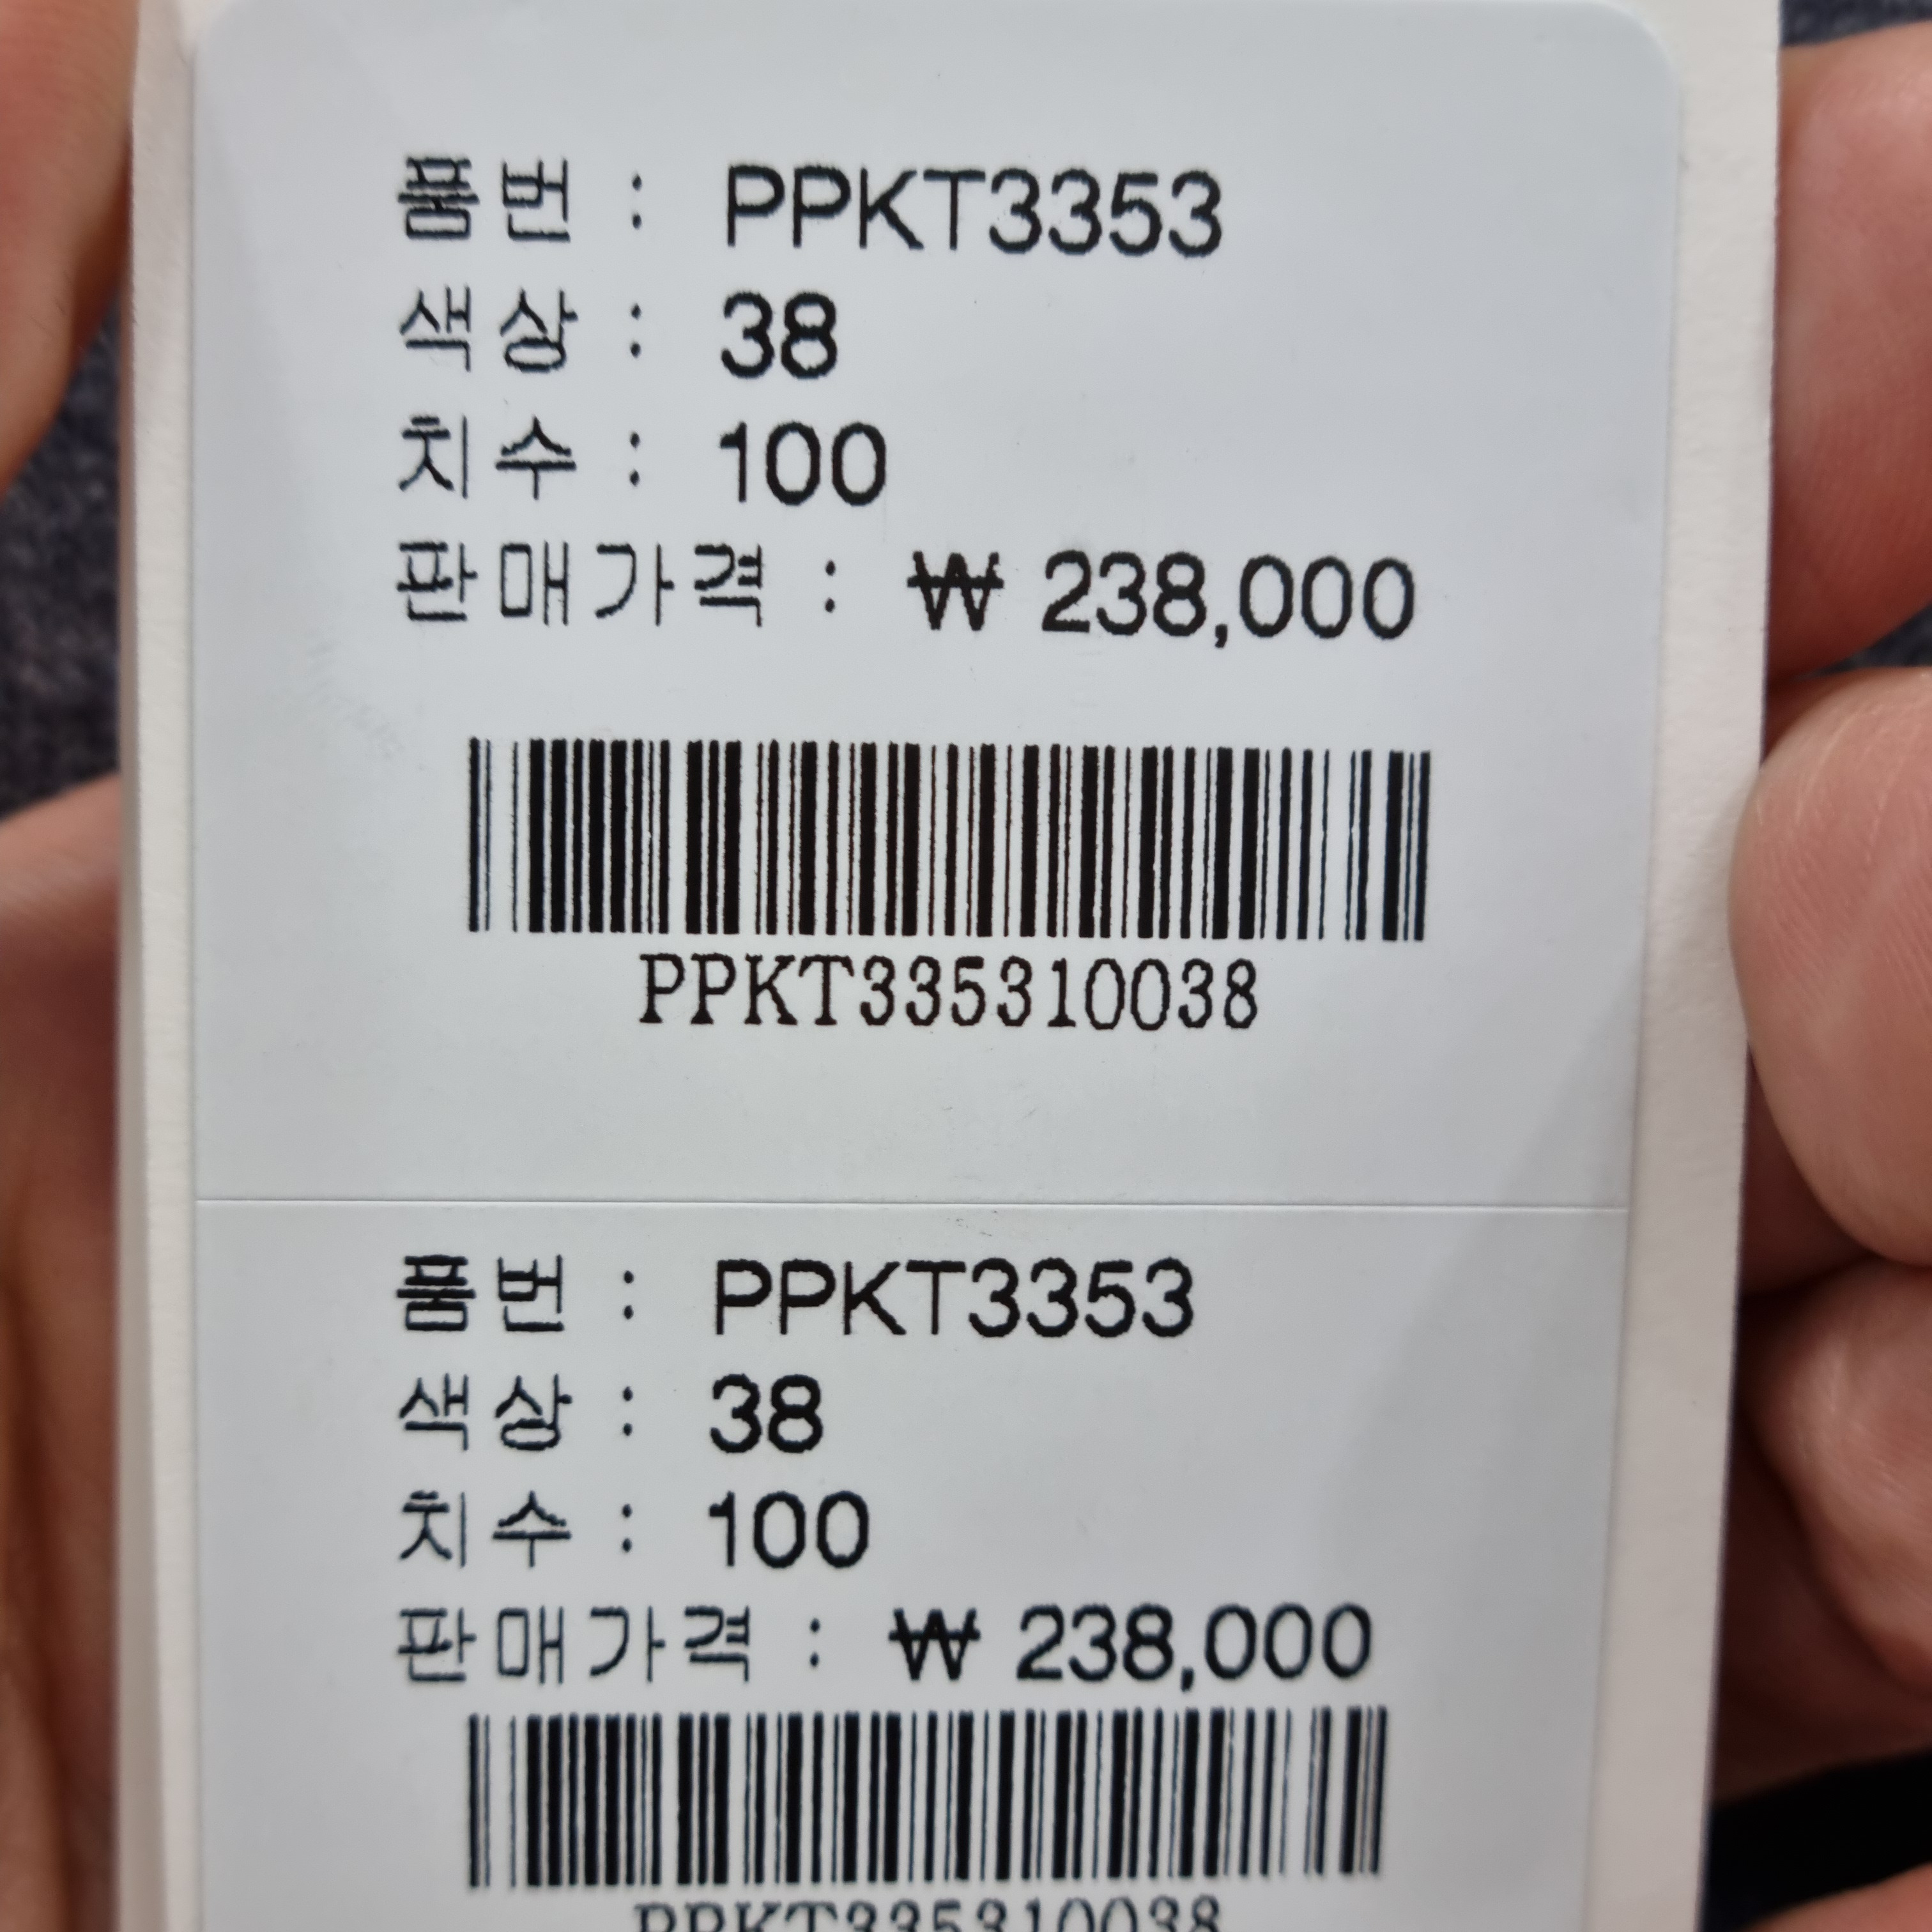 품번 : PPKT3353
색상 : 38
치수 : 100
판매가격 : ₩ 238,000
PPKT335310038
품번 : PPKT3353
색상 : 38
치수 : 100
판매가격 : ₩ 238,000
PPKT335310038